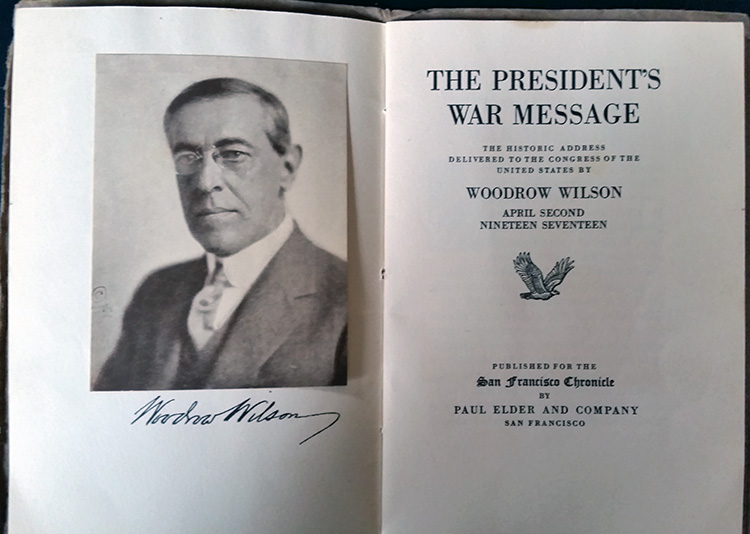 Woodrow Wilson
THE PRESIDENT'S
WAR MESSAGE
THE HISTORIC ADDRESS
DELIVERED TO THE CONGRESS OF THE
UNITED STATES BY
WOODROW WILSON
APRIL SECOND
NINETEEN SEVENTEEN
PUBLISHED FOR THE
San Francisco Chronicle
BY
PAUL ELDER AND COMPANY
SAN FRANCISCO